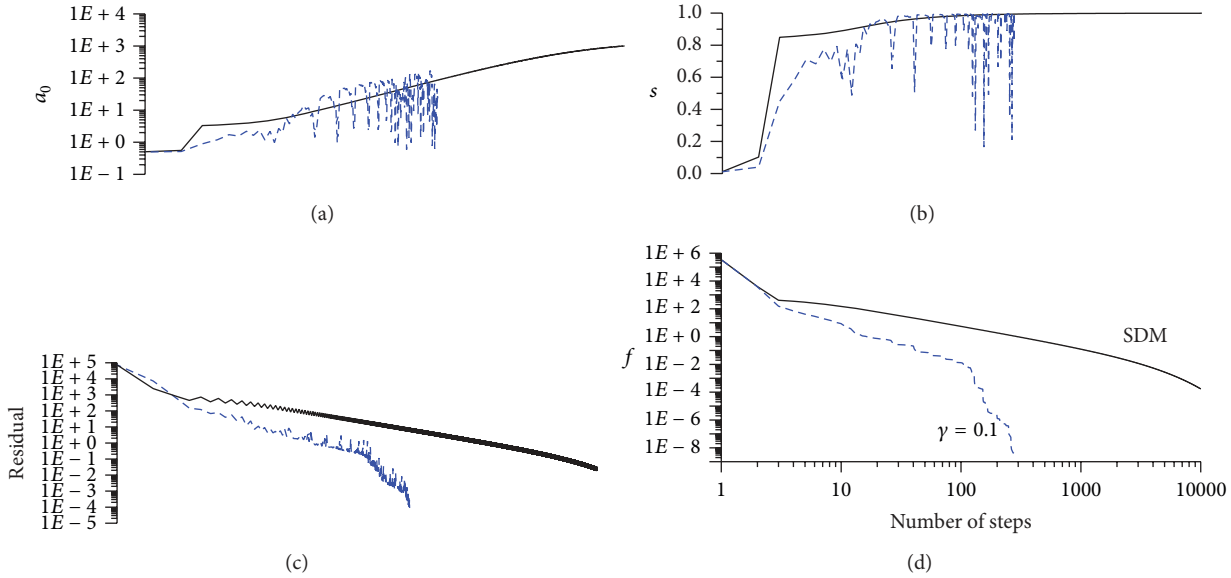 1E + 4
1E + 3
1E + 2
1E + 1
1E + 0
1E − 1
a₀
(a)
1.0
0.8
0.6
0.4
0.2
0.0
s
(b)
1E + 5
1E + 4
1E + 3
1E + 2
1E + 1
1E + 0
1E − 1
1E − 2
1E − 3
1E − 4
1E − 5
Residual
(c)
1E + 6
1E + 4
1E + 2
1E + 0
1E − 2
1E − 4
1E − 6
1E − 8
f
SDM
γ = 0.1
1 10 100 1000 10000
Number of steps
(d)